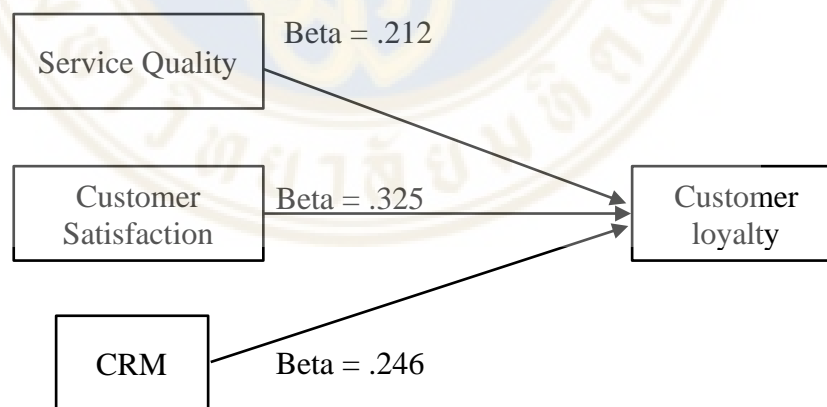 Beta = .212
Service Quality
Customer
Satisfaction
Beta = .325
Customer
loyalty
CRM
Beta = .246